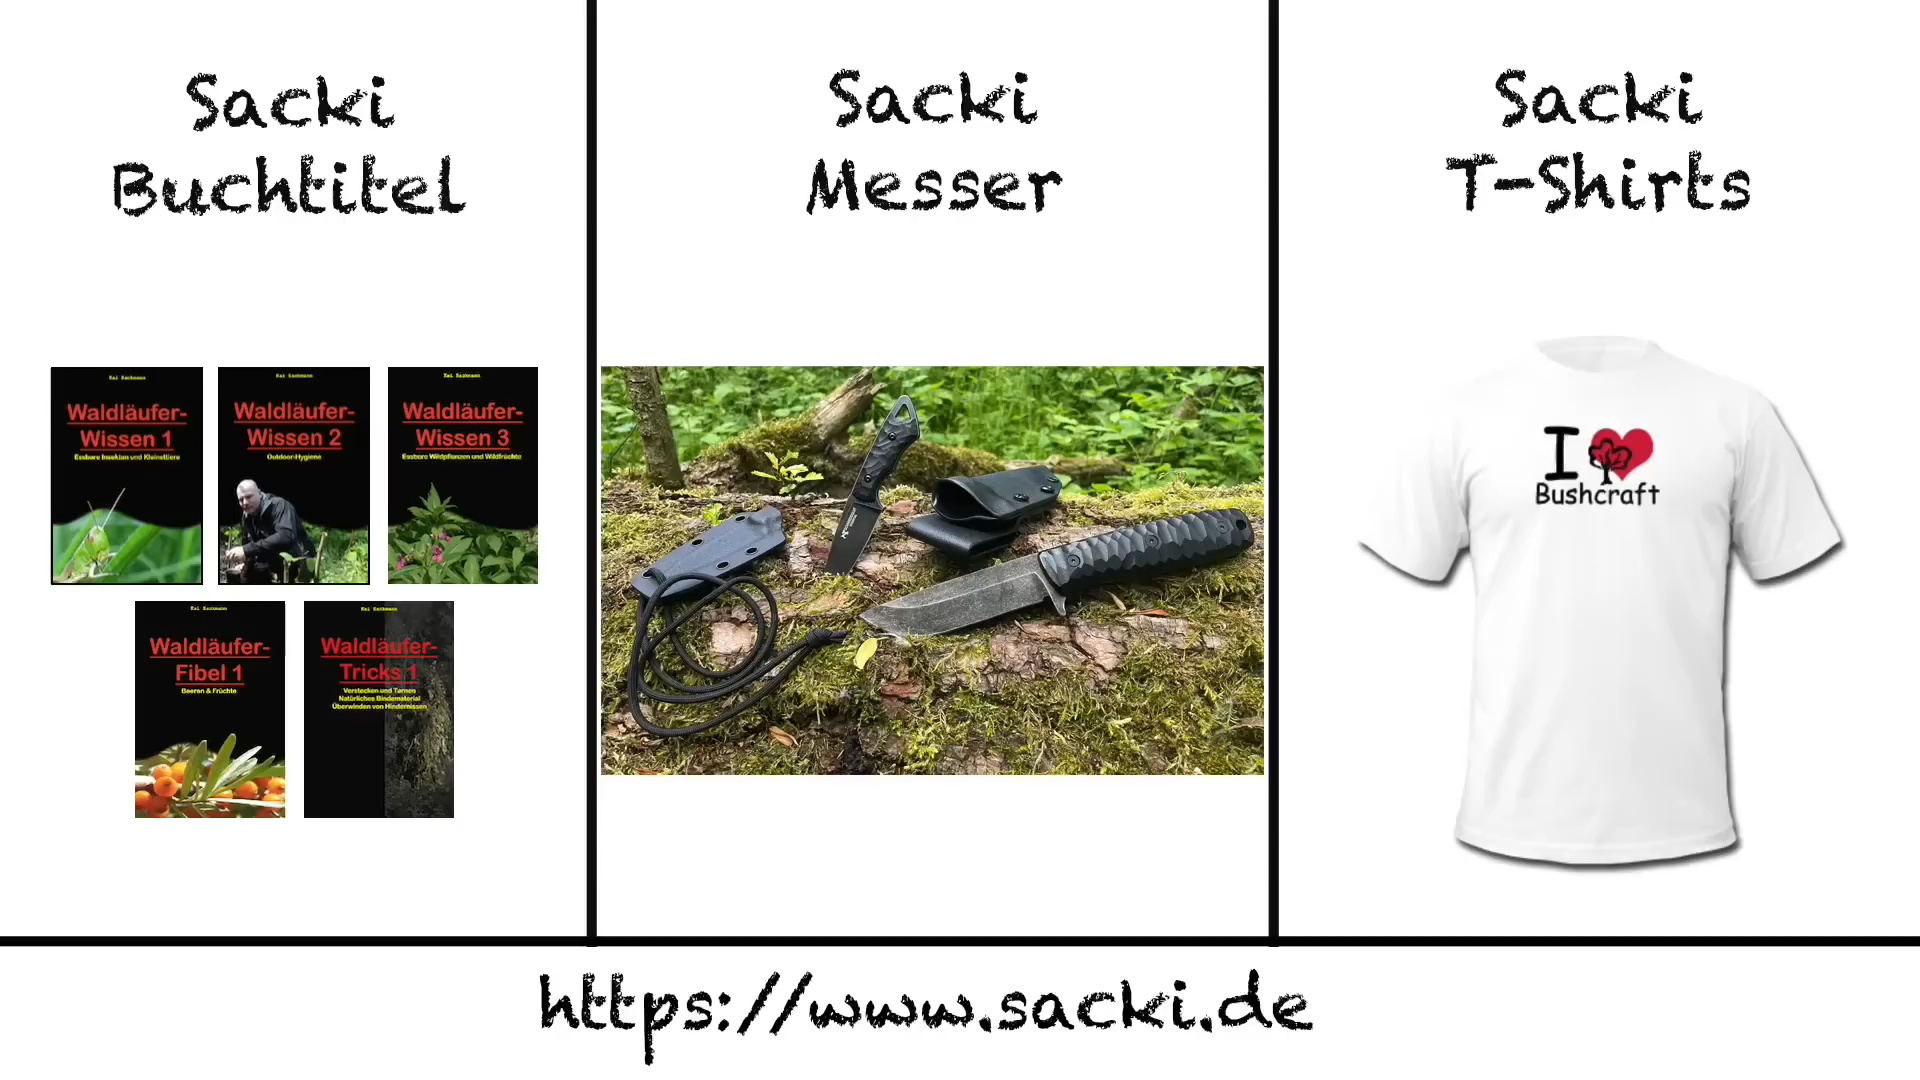 Sacki
Buchtitel
Kai Sackmann
Waldläufer-
Wissen 1
Essbare Insekten und Kleinsttiere
Kai Sackmann
Waldläufer-
Wissen 2
Outdoor-Hygiene
Kai Sackmann
Waldläufer-
Wissen 3
Essbare Wildpflanzen und Wildfrüchte
Kai Sackmann
Waldläufer-
Fibel 1
Beeren & Früchte
Kai Sackmann
Waldläufer-
Tricks 1
Verstecken und Tarnen
Natürliches Bindematerial
Überwinden von Hindernissen
Sacki
Messer
Sacki
T-Shirts
I
Bushcraft
https://www.sacki.de